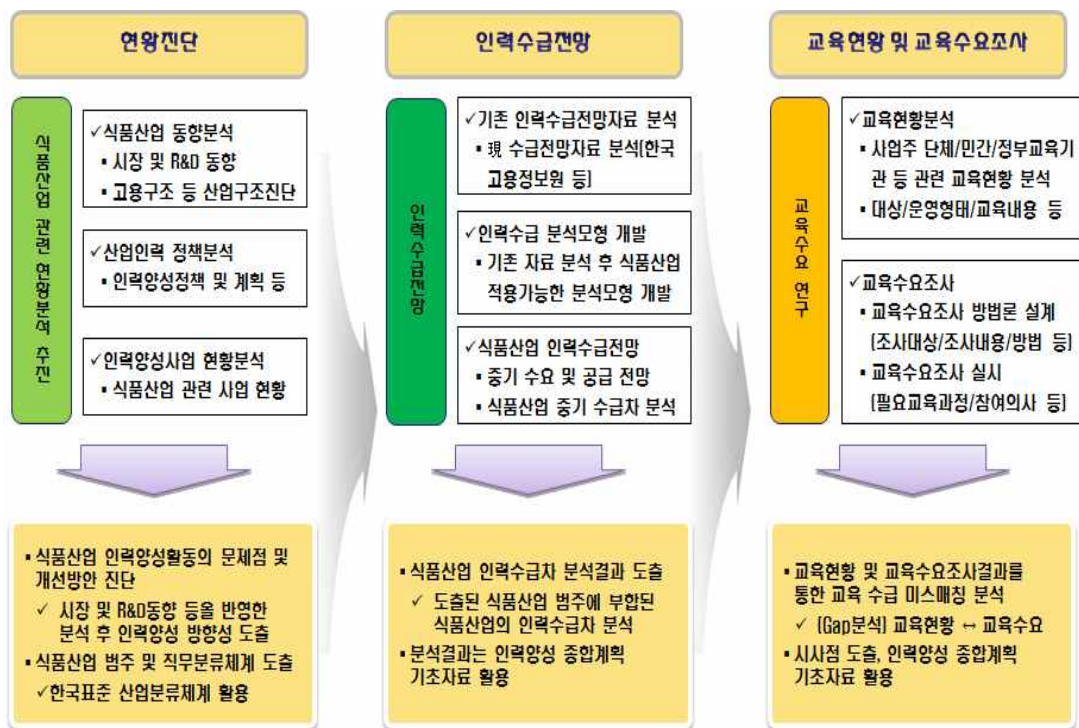 현황진단
식품산업 관련 현황분석 추진
✓식품산업 동향분석
▪ 시장 및 R&D 동향
▪ 고용구조 등 산업구조진단
✓산업인력 정책분석
▪ 인력양성정책 및 계획 등
✓인력양성사업 현황분석
▪ 식품산업 관련 사업 현황
▪ 식품산업 인력양성활동의 문제점 및
개선방안 진단
✓ 시장 및 R&D동향 등을 반영한
분석 후 인력양성 방향성 도출
▪ 식품산업 범주 및 직무분류체계 도출
✓한국표준 산업분류체계 활용
인력수급전망
인력수급전망
✓기존 인력수급전망자료 분석
▪ 現 수급전망자료 분석(한국
고용정보원 등)
✓인력수급 분석모형 개발
▪ 기존 자료 분석 후 식품산업
적용가능한 분석모형 개발
✓식품산업 인력수급전망
▪ 중기 수요 및 공급 전망
▪ 식품산업 중기 수급차 분석
▪ 식품산업 인력수급차 분석결과 도출
✓ 도출된 식품산업 범주에 부합된
식품산업의 인력수급차 분석
▪ 분석결과는 인력양성 종합계획
기초자료 활용
교육현황 및 교육수요조사
교육수요 연구
✓교육현황분석
▪ 사업주 단체/민간/정부교육기
관 등 관련 교육현황 분석
▪ 대상/운영형태/교육내용 등
✓교육수요조사
▪ 교육수요조사 방법론 설계
(조사대상/조사내용/방법 등)
▪ 교육수요조사 실시
(필요교육과정/참여의사 등)
▪ 교육현황 및 교육수요조사결과를
통한 교육 수급 미스매칭 분석
✓ (Gap분석) 교육현황 ↔ 교육수요
▪ 시사점 도출, 인력양성 종합계획
기초자료 활용